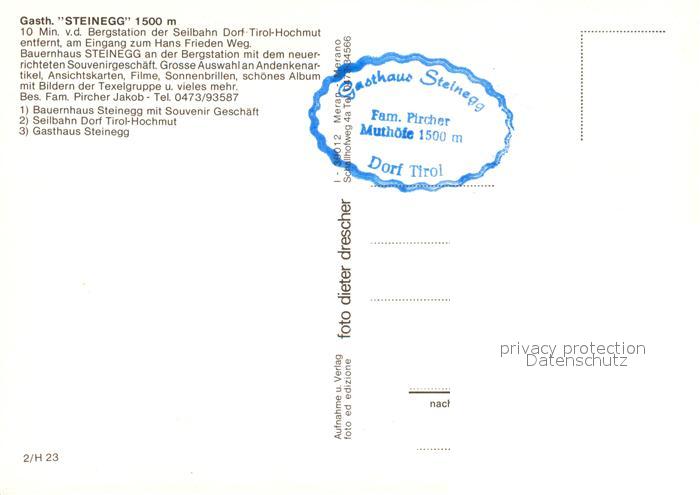 Gasth. "STEINEGG" 1500 m
10 Min. v.d. Bergstation der Seilbahn Dorf-Tirol-Hochmut
entfernt, am Eingang zum Hans Frieden Weg.
Bauernhaus STEINEGG an der Bergstation mit dem neuer-
richteten Souvenirgeschäft. Grosse Auswahl an Andenkenar-
tikel, Ansichtskarten, Filme, Sonnenbrillen, schönes Album
mit Bildern der Texelgruppe u. vieles mehr.
Bes. Fam. Pircher Jakob - Tel. 0473/93587
1) Bauernhaus Steinegg mit Souvenir Geschäft
2) Seilbahn Dorf Tirol-Hochmut
3) Gasthaus Steinegg
2/H 23
Aufnahme u. Verlag
foto ed edizione
foto dieter drescher
I - 39012 Meran - Merano
4a Tel.
Gasthaus Steinegg
Fam. Pircher
Muthöfe 1500 m
Dorf Tirol
privacy protection
Datenschutz
nach